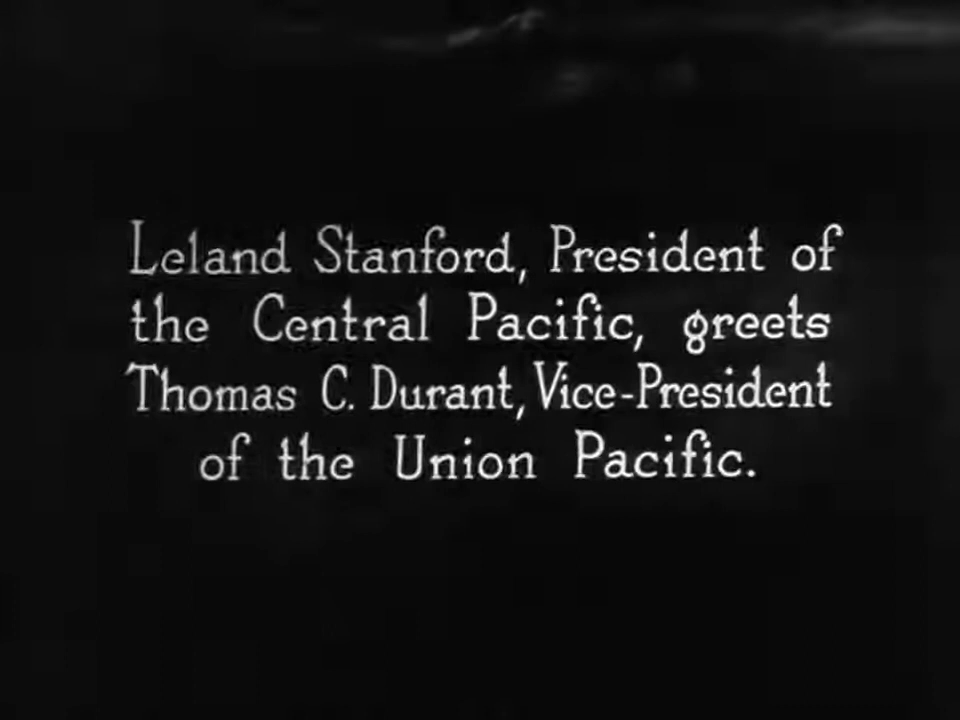 Leland Stanford, President of
the Central Pacific, greets
Thomas C. Durant, Vice-President
of the Union Pacific.